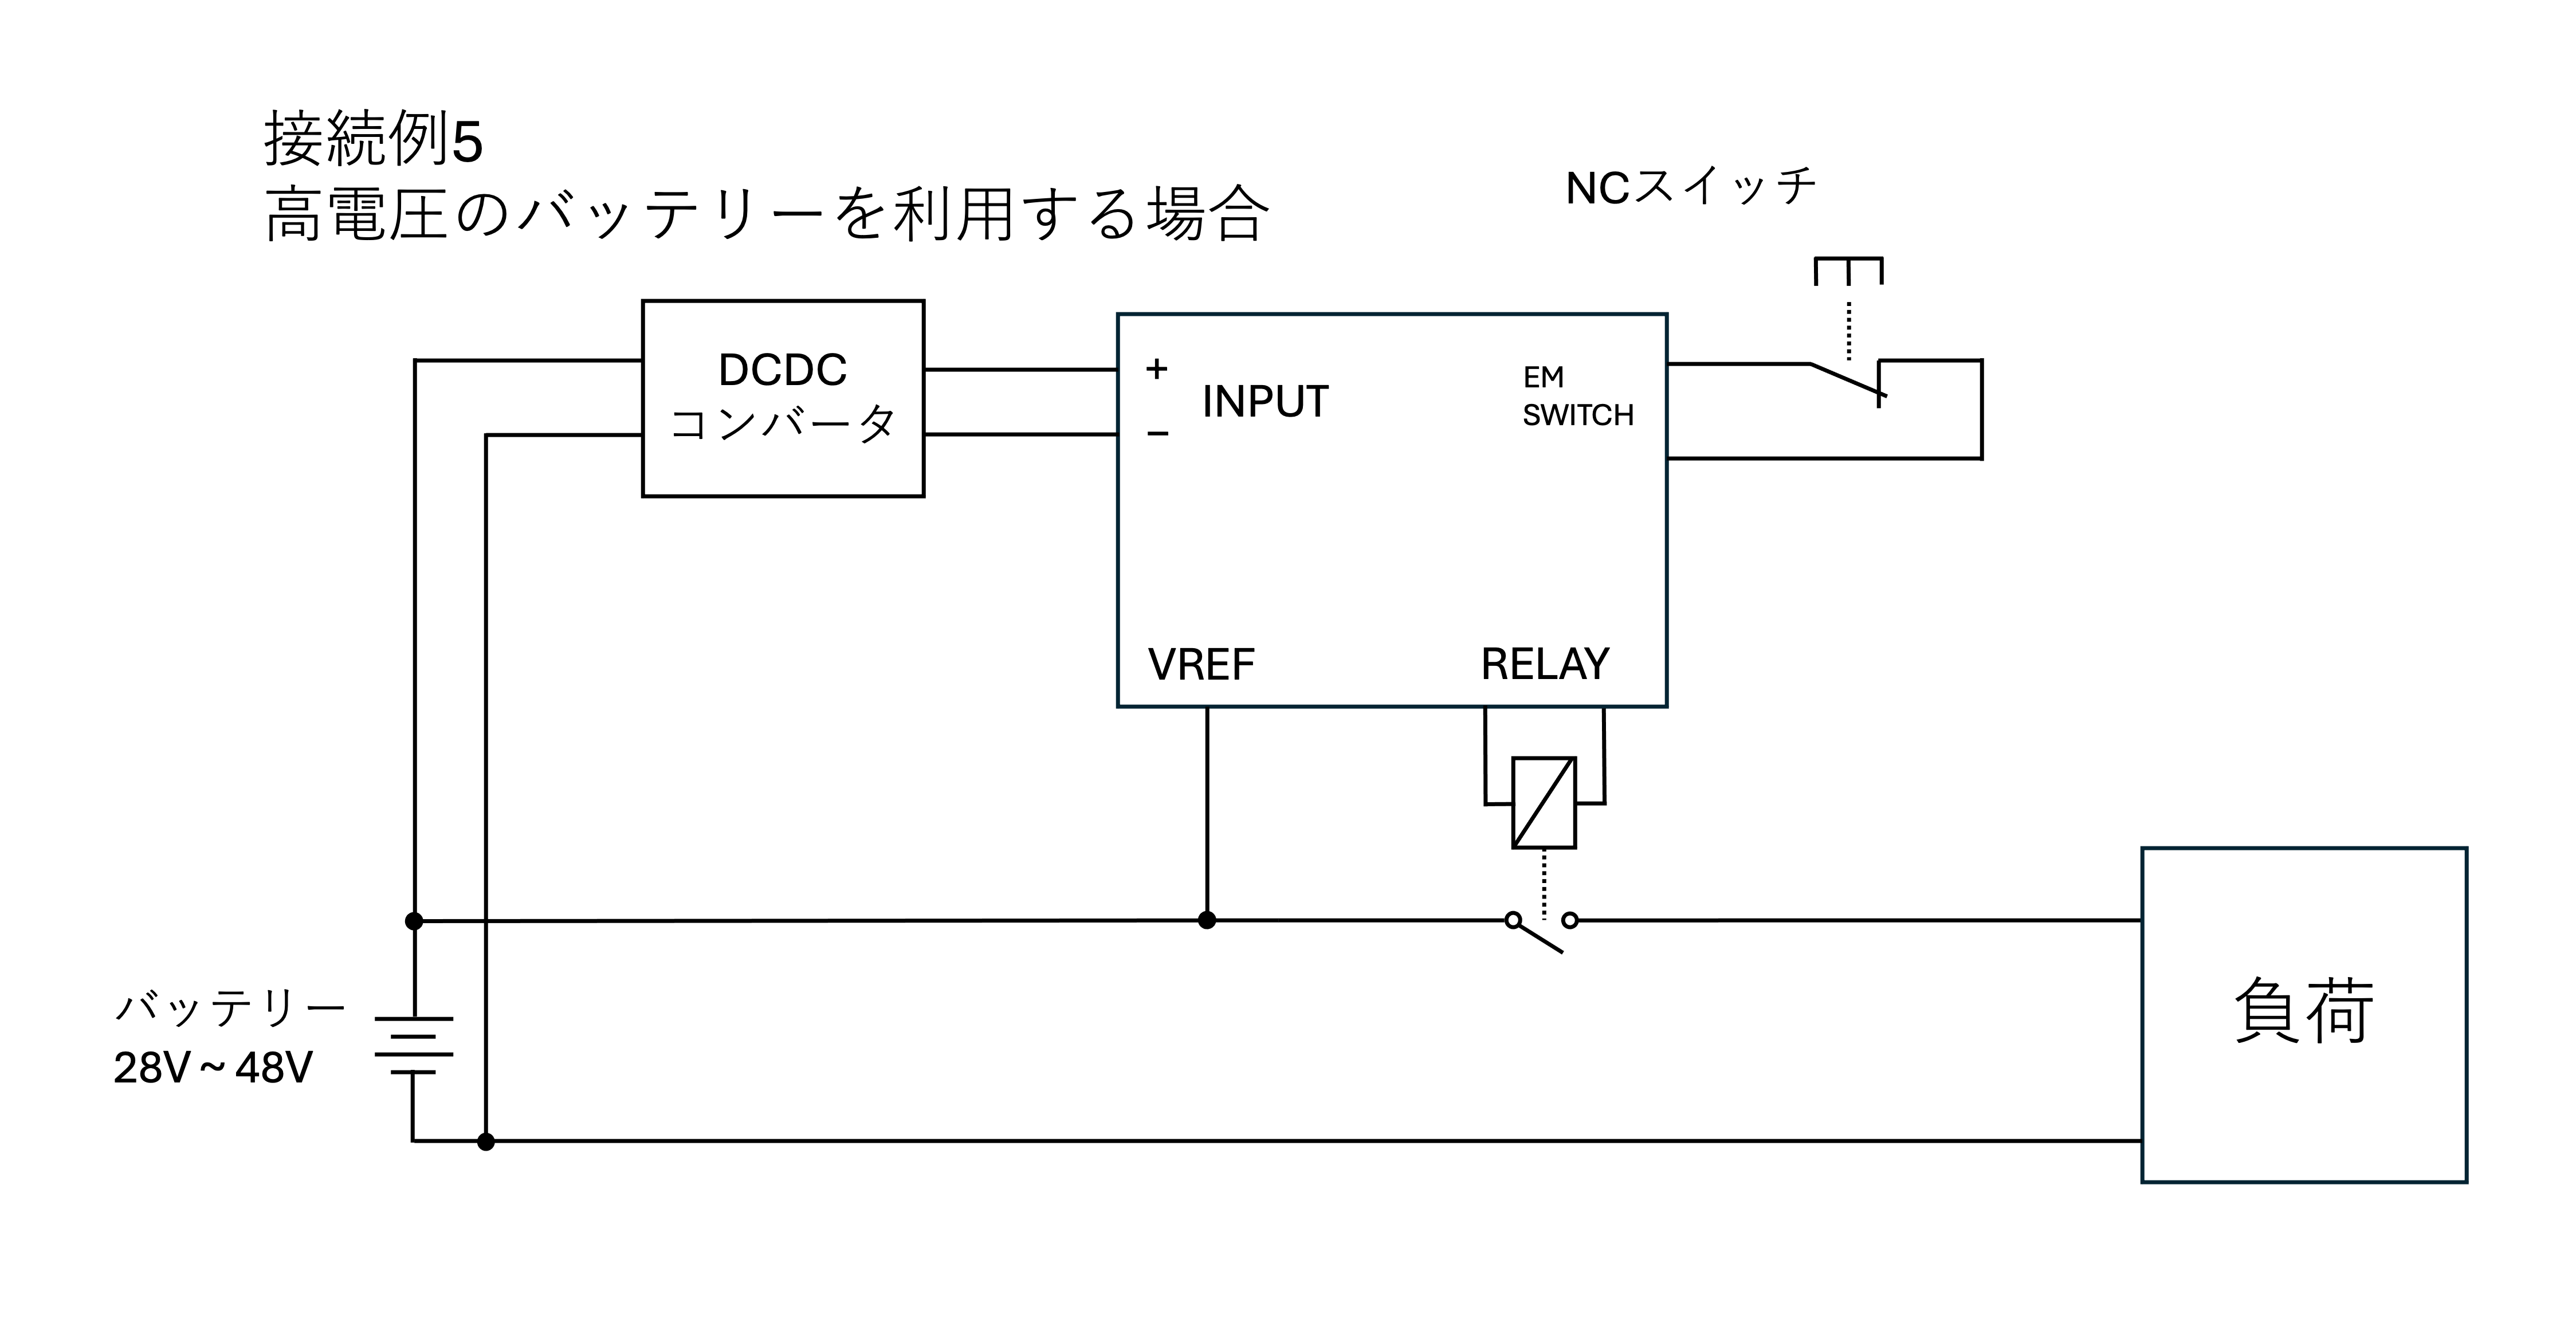 接続例5
高電圧のバッテリーを利用する場合
NCスイッチ
DCDC
コンバータ
+
−
INPUT
EM
SWITCH
VREF
RELAY
バッテリー
28V ~ 48V
負荷